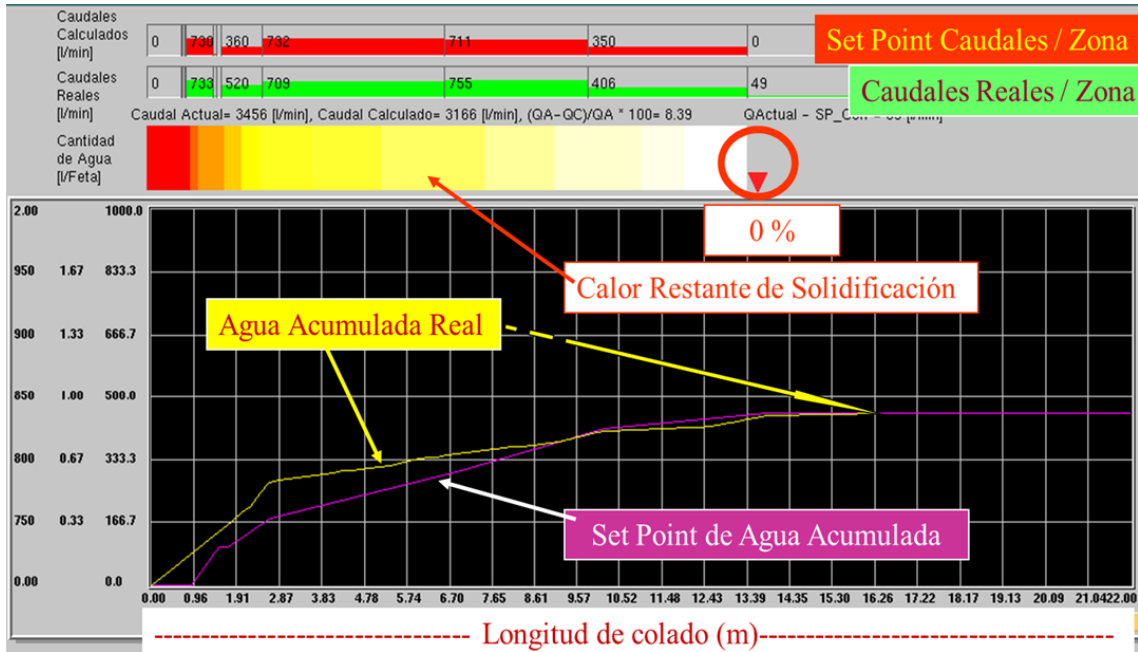 Caudales
Calculados
[l/min]
0 730 360 732 711 350 0
Set Point Caudales / Zona
Caudales
Reales
[l/min]
0 733 520 709 755 406 49
Caudales Reales / Zona
Caudal Actual= 3456 [l/min], Caudal Calculado= 3166 [l/min], (QA-QC)/QA * 100= 8.39 QActual - SP_
Cantidad
de Agua
[l/Feta]
0 %
Calor Restante de Solidificación
Agua Acumulada Real
Set Point de Agua Acumulada
2.00 1000.0
950 1.67 833.3
900 1.33 666.7
850 1.00 500.0
800 0.67 333.3
750 0.33 166.7
0.00 0.0
0.00 0.96 1.91 2.87 3.83 4.78 5.74 6.70 7.65 8.61 9.57 10.52 11.48 12.43 13.39 14.35 15.30 16.26 17.22 18.17 19.13 20.09 21.0422.00
Longitud de colado (m)